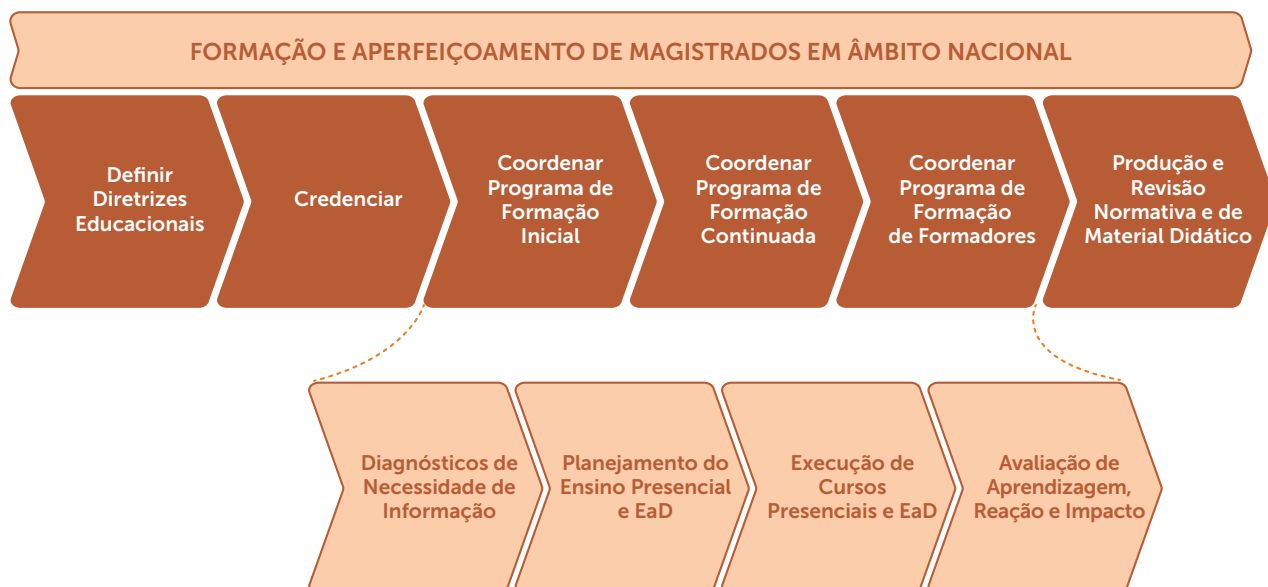 FORMAÇÃO E APERFEIÇOAMENTO DE MAGISTRADOS EM ÂMBITO NACIONAL
Definir
Diretrizes
Educacionais
Credenciar
Coordenar
Programa de
Formação
Inicial
Coordenar
Programa de
Formação
Continuada
Coordenar
Programa de
Formação
de Formadores
Produção e
Revisão
Normativa e de
Material Didático
Diagnósticos de
Necessidade de
Informação
Planejamento do
Ensino Presencial
e EaD
Execução de
Cursos
Presenciais e EaD
Avaliação de
Aprendizagem,
Reação e Impacto